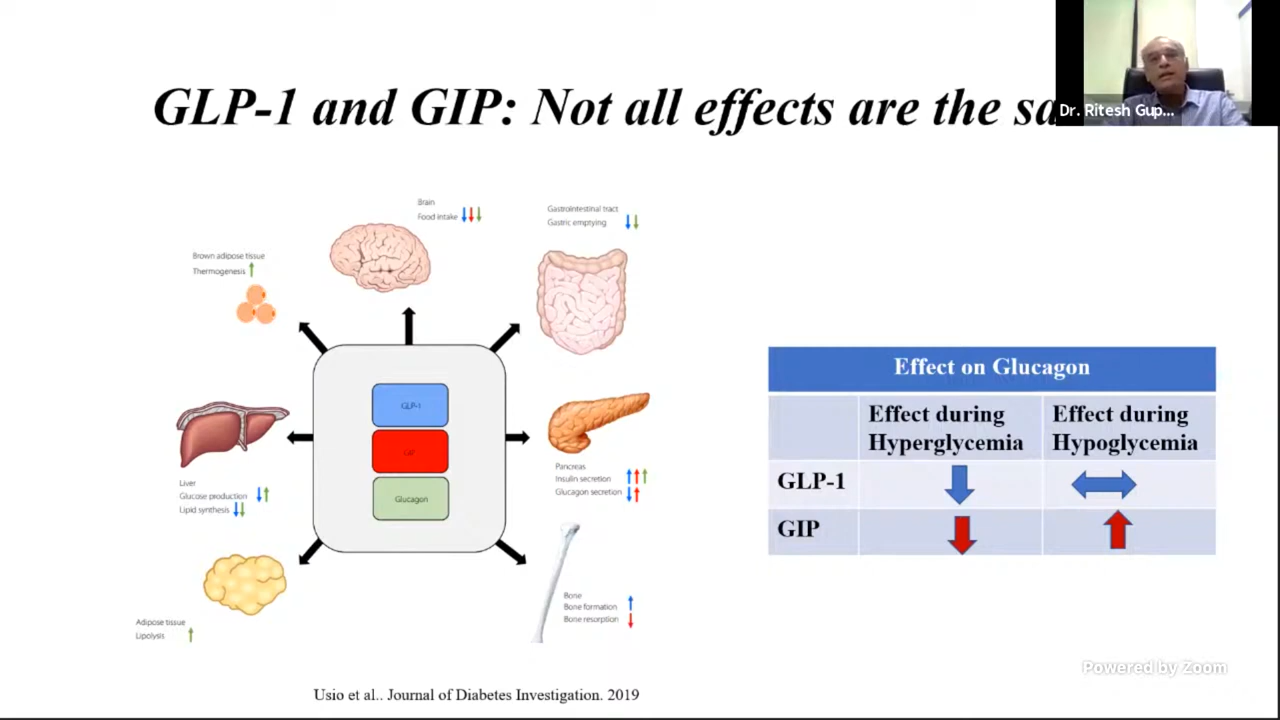 GLP-1 and GIP: Not all effects are the sa
Dr. Ritesh Gup...
Brain
Food intake
Gastrointestinal tract
Gastric emptying
Brown adipose tissue
Thermogenesis
GLP-1
GIP
Glucagon
Liver
Glucose production
Lipid synthesis
Pancreas
Insulin secretion
Glucagon secretion
Adipose tissue
Lipolysis
Bone
Bone formation
Bone resorption
Effect on Glucagon
Effect during
Hyperglycemia
Effect during
Hypoglycemia
GLP-1
GIP
Usio et al.. Journal of Diabetes Investigation. 2019
Powered by Zoom